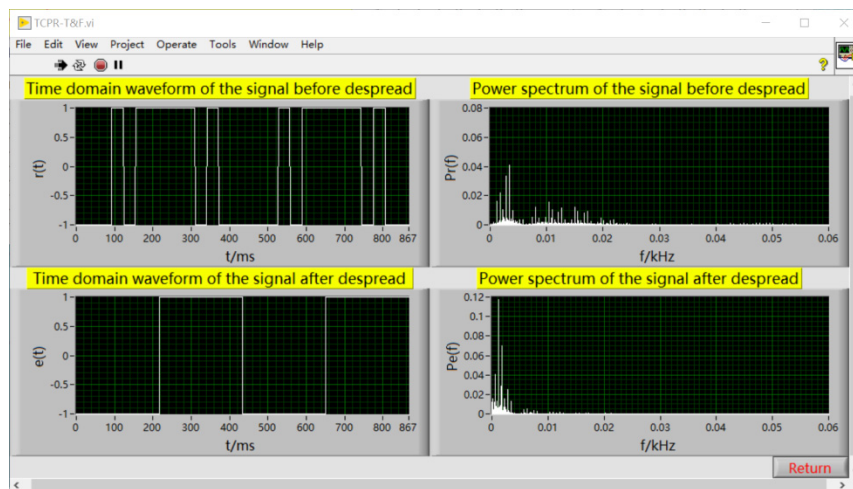 TCPR-T&F.vi
File Edit View Project Operate Tools Window Help
Time domain waveform of the signal before despread
Power spectrum of the signal before despread
1
0.5
0
-0.5
-1
r(t)
0 100 200 300 400 500 600 700 800 867
t/ms
0.08
0.06
0.04
0.02
0
Pr(f)
0 0.01 0.02 0.03 0.04 0.05 0.06
f/kHz
Time domain waveform of the signal after despread
Power spectrum of the signal after despread
1
0.5
0
-0.5
-1
e(t)
0 100 200 300 400 500 600 700 800 867
t/ms
0.12
0.1
0.08
0.06
0.04
0.02
0
Pe(f)
0 0.01 0.02 0.03 0.04 0.05 0.06
f/kHz
Return